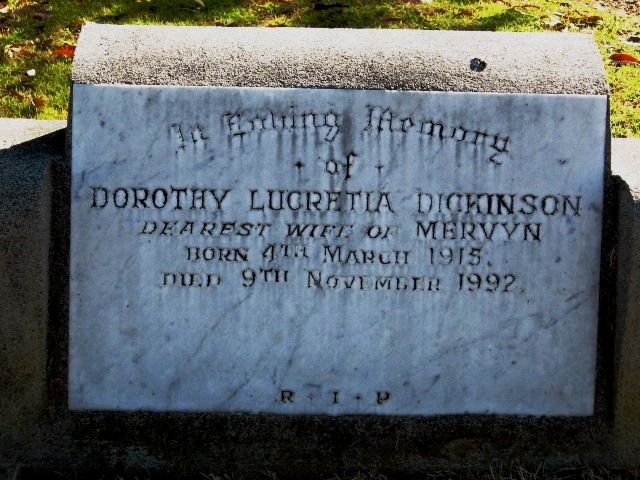 In Loving Memory
of
DOROTHY LUCRETIA DICKINSON
DEAREST WIFE OF MERVYN
BORN 4TH MARCH 1915.
DIED 9TH NOVEMBER 1992.
R · I · P